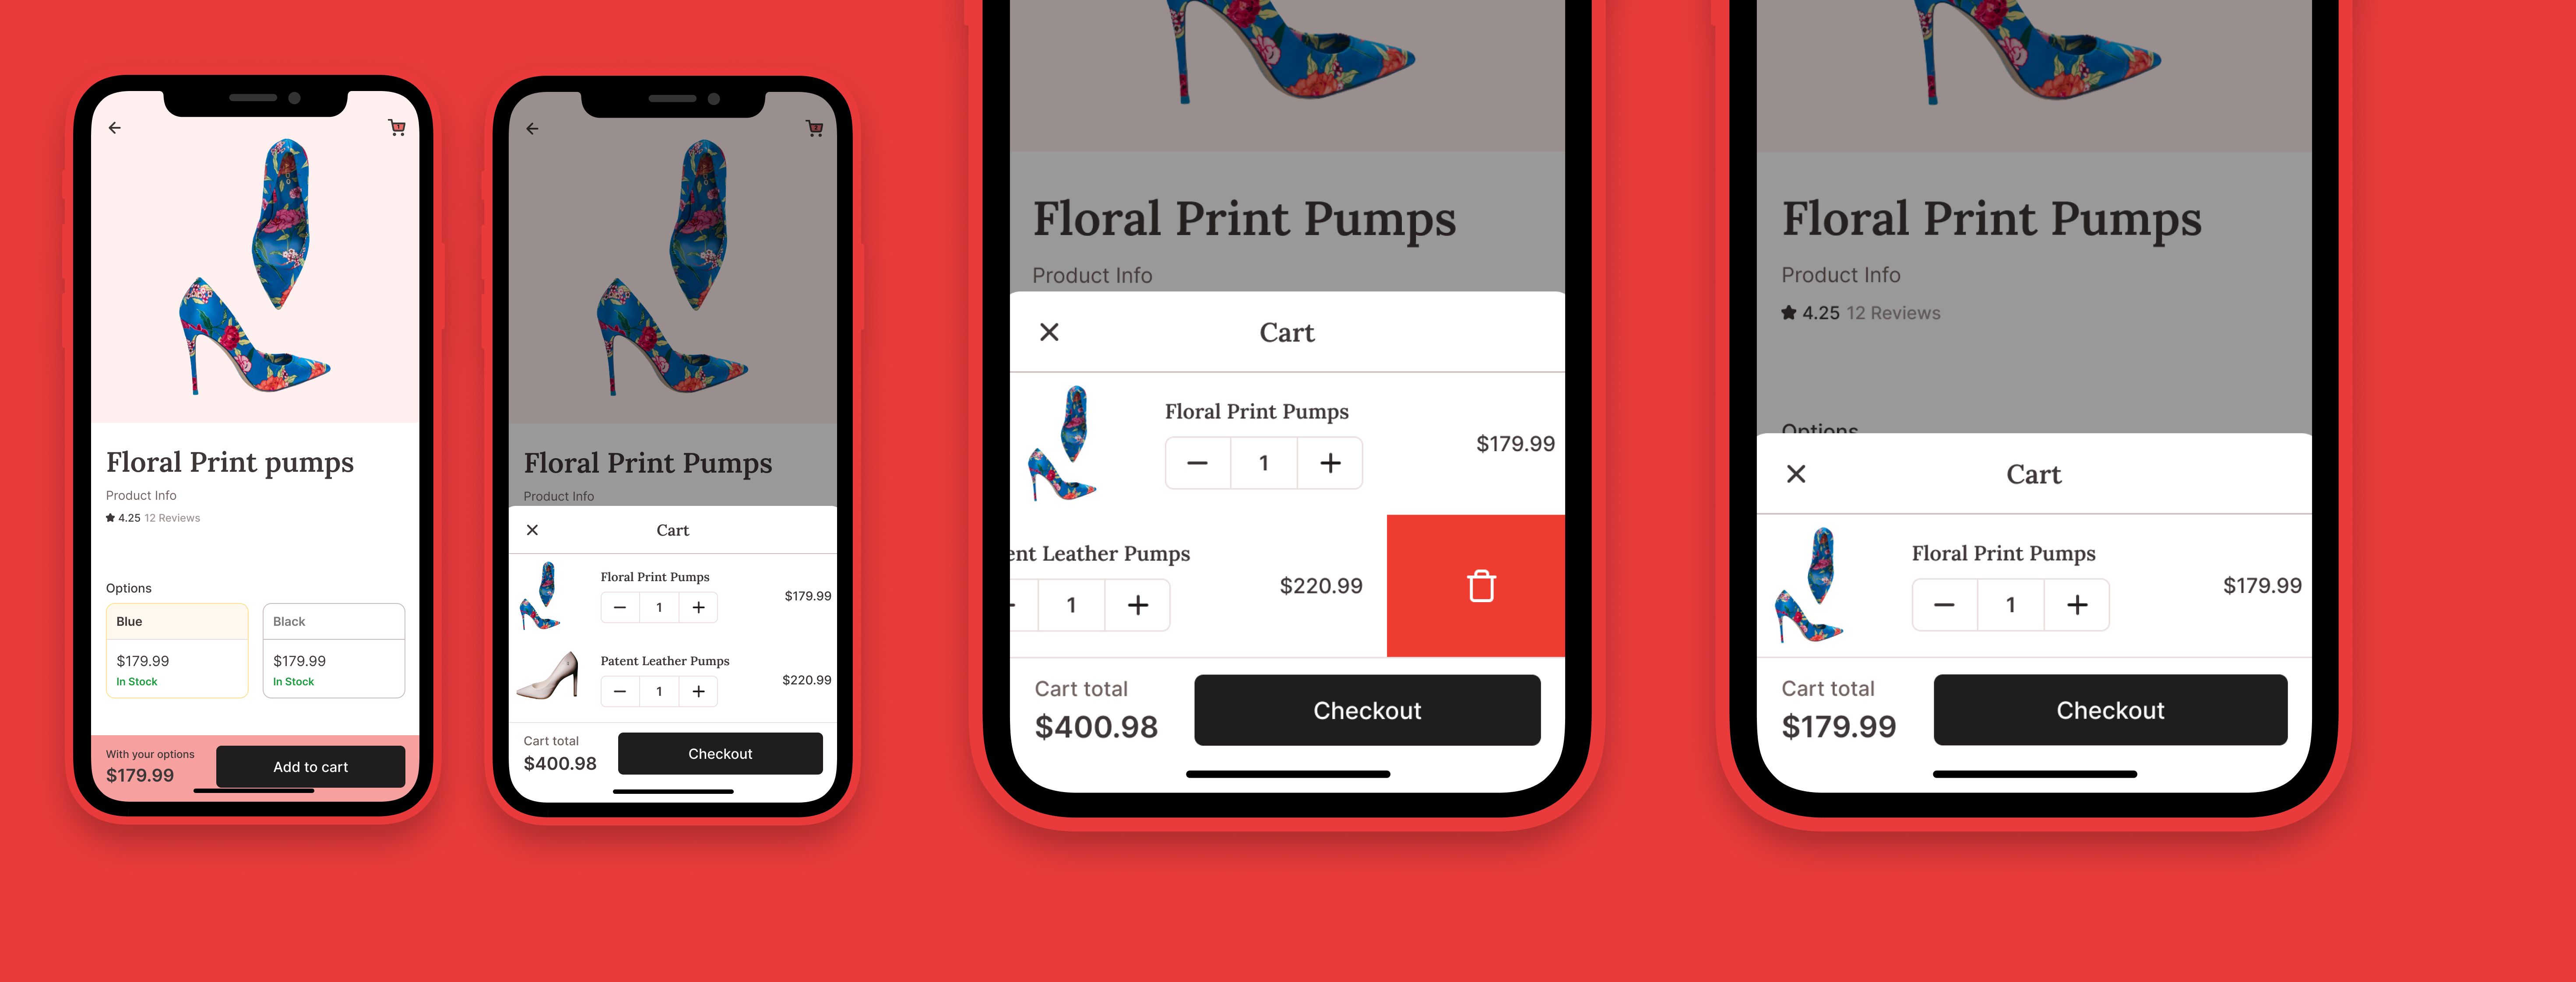 1
Floral Print pumps
Product Info
4.25 12 Reviews
Options
Blue
Black
$179.99
$179.99
In Stock
In Stock
With your options
$179.99
Add to cart
2
Floral Print Pumps
Product Info
Cart
Floral Print Pumps
1
$179.99
Patent Leather Pumps
1
$220.99
Cart total
$400.98
Checkout
Floral Print Pumps
Product Info
Cart
Floral Print Pumps
1
$179.99
ent Leather Pumps
1
$220.99
Cart total
$400.98
Checkout
Floral Print Pumps
Product Info
4.25 12 Reviews
Options
Cart
Floral Print Pumps
1
$179.99
Cart total
$179.99
Checkout